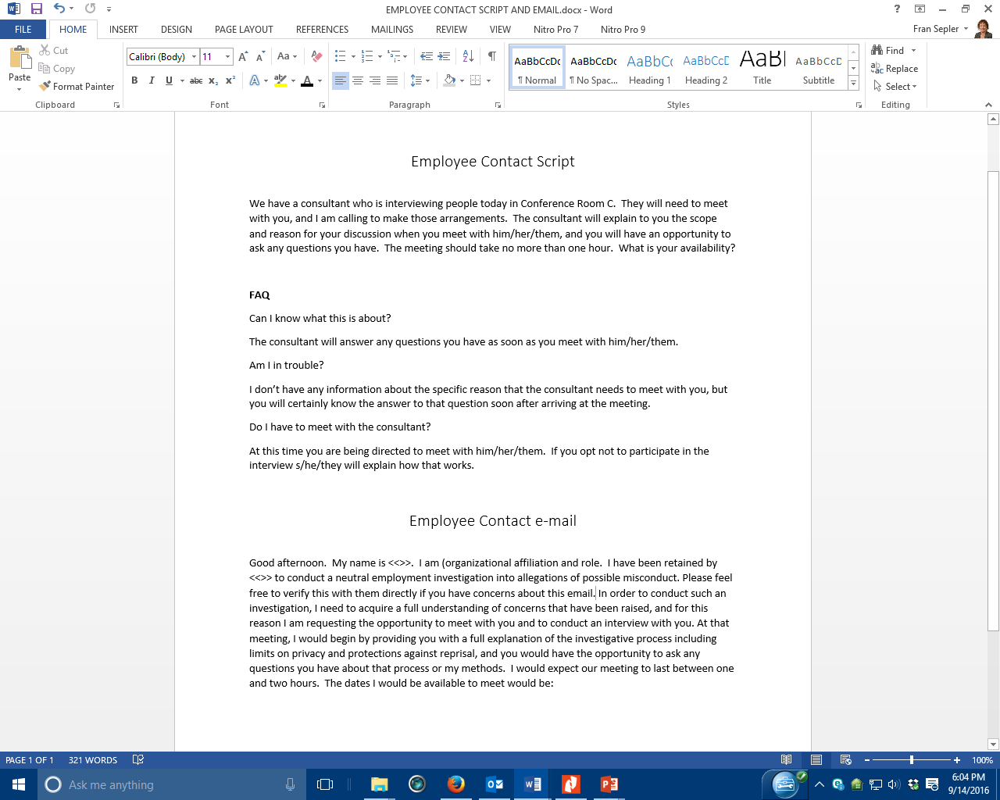 EMPLOYEE CONTACT SCRIPT AND EMAIL.docx - Word
FILE HOME INSERT DESIGN PAGE LAYOUT REFERENCES MAILINGS REVIEW VIEW Nitro Pro 7 Nitro Pro 9 Fran Sepler
Paste
Cut
Copy
Format Painter
Calibri (Body) 11
AaBbCcDc AaBbCcDc AaBbCc AaBbCcD AaBl AaBbCcD
¶ Normal ¶ No Spac... Heading 1 Heading 2 Title Subtitle
Find
Replace
Select
Clipboard Font Paragraph Styles Editing
Employee Contact Script
We have a consultant who is interviewing people today in Conference Room C.  They will need to meet
with you, and I am calling to make those arrangements.  The consultant will explain to you the scope
and reason for your discussion when you meet with him/her/them, and you will have an opportunity to
ask any questions you have.  The meeting should take no more than one hour.  What is your availability?
FAQ
Can I know what this is about?
The consultant will answer any questions you have as soon as you meet with him/her/them.
Am I in trouble?
I don’t have any information about the specific reason that the consultant needs to meet with you, but
you will certainly know the answer to that question soon after arriving at the meeting.
Do I have to meet with the consultant?
At this time you are being directed to meet with him/her/them.  If you opt not to participate in the
interview s/he/they will explain how that works.
Employee Contact e-mail
Good afternoon.  My name is <<>>.  I am (organizational affiliation and role.  I have been retained by
<<>> to conduct a neutral employment investigation into allegations of possible misconduct. Please feel
free to verify this with them directly if you have concerns about this email. In order to conduct such an
investigation, I need to acquire a full understanding of concerns that have been raised, and for this
reason I am requesting the opportunity to meet with you and to conduct an interview with you. At that
meeting, I would begin by providing you with a full explanation of the investigative process including
limits on privacy and protections against reprisal, and you would have the opportunity to ask any
questions you have about that process or my methods.  I would expect our meeting to last between one
and two hours.  The dates I would be available to meet would be:
PAGE 1 OF 1 321 WORDS 100%
Ask me anything
6:04 PM
9/14/2016